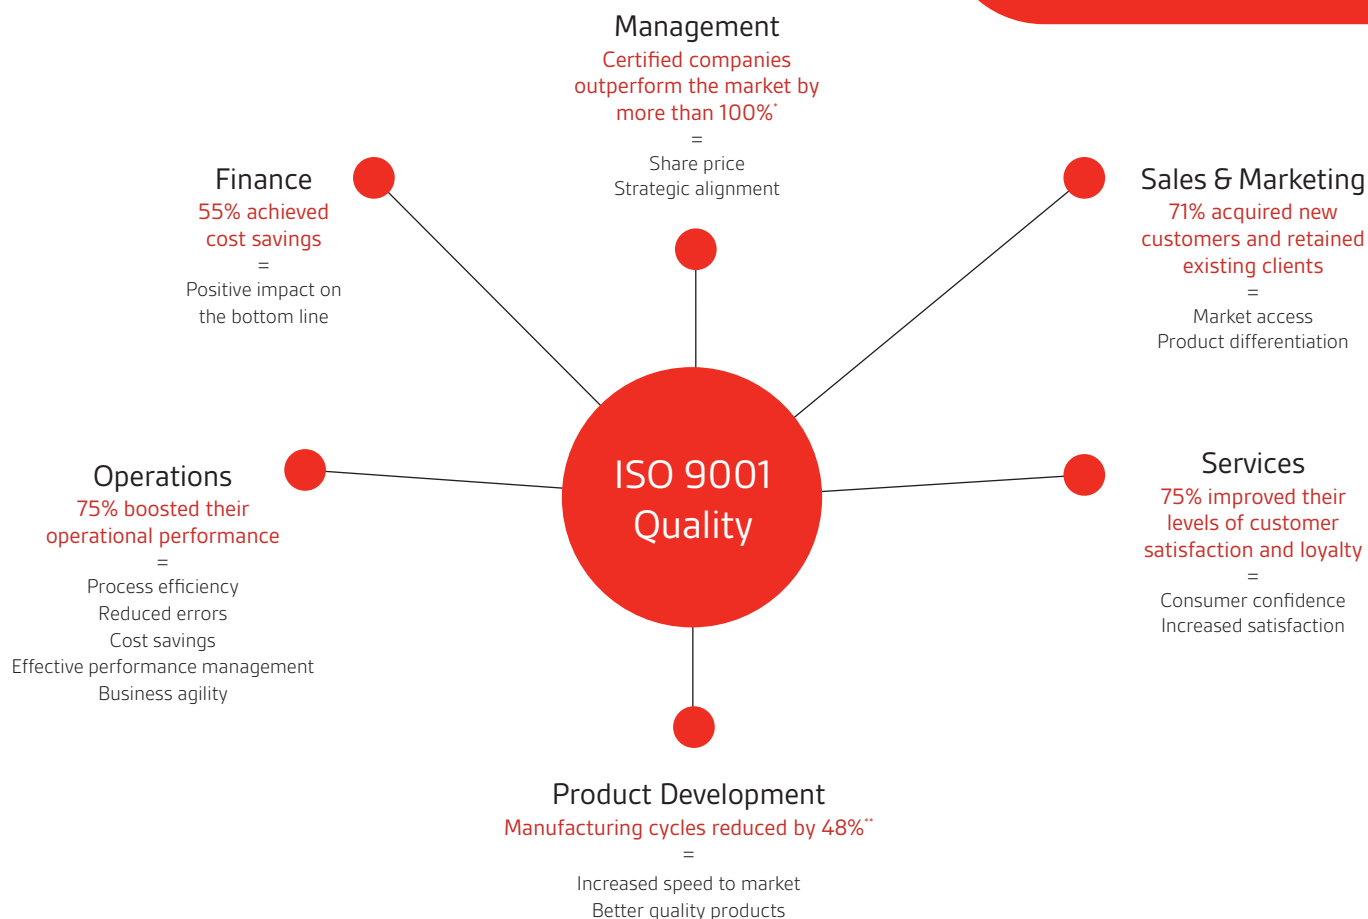 Management
Certified companies
outperform the market by
more than 100%*
=
Share price
Strategic alignment
Finance
55% achieved
cost savings
=
Positive impact on
the bottom line
Sales & Marketing
71% acquired new
customers and retained
existing clients
=
Market access
Product differentiation
Operations
75% boosted their
operational performance
=
Process efficiency
Reduced errors
Cost savings
Effective performance management
Business agility
ISO 9001
Quality
Services
75% improved their
levels of customer
satisfaction and loyalty
=
Consumer confidence
Increased satisfaction
Product Development
Manufacturing cycles reduced by 48%**
=
Increased speed to market
Better quality products